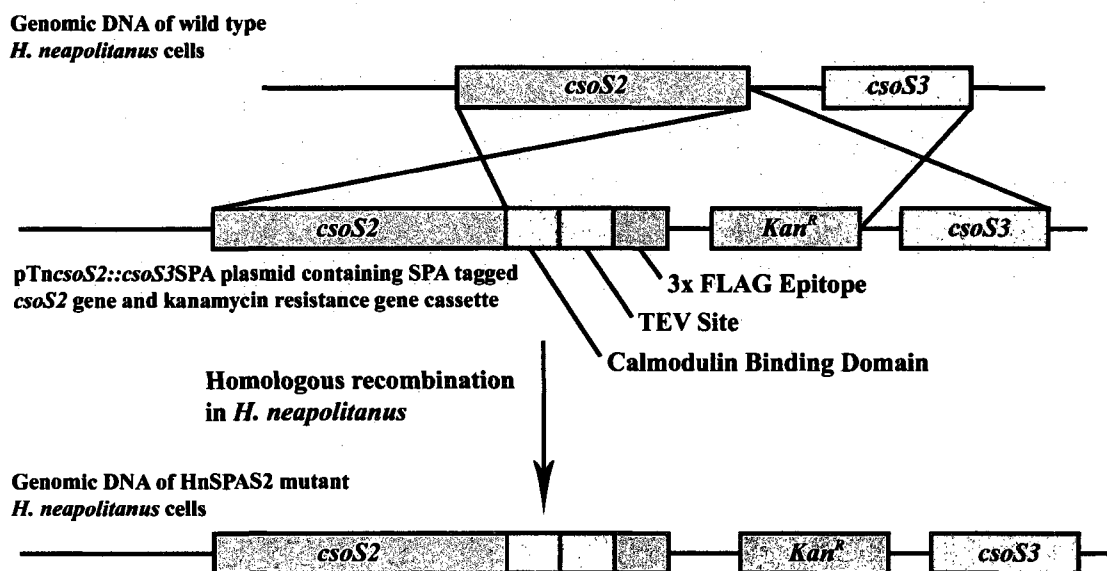 Genomic DNA of wild type
H. neapolitanus cells
csoS2
csoS3
csoS2
Kan^R
csoS3
pTncsoS2::csoS3SPA plasmid containing SPA tagged
csoS2 gene and kanamycin resistance gene cassette
3x FLAG Epitope
TEV Site
Calmodulin Binding Domain
Homologous recombination
in H. neapolitanus
Genomic DNA of HnSPAS2 mutant
H. neapolitanus cells
csoS2
Kan^R
csoS3